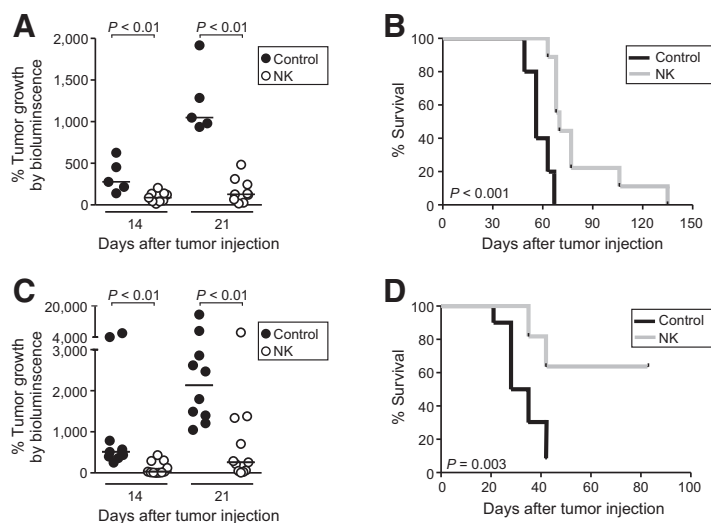 A
P < 0.01
P < 0.01
% Tumor growth
by bioluminscence
2,000
1,500
1,000
500
0
Control
NK
14
21
Days after tumor injection
B
% Survival
100
80
60
40
20
0
Control
NK
P < 0.001
0 30 60 90 120 150
Days after tumor injection
C
P < 0.01
P < 0.01
% Tumor growth
by bioluminscence
20,000
4,000
3,000
2,000
1,000
0
Control
NK
14
21
Days after tumor injection
D
% Survival
100
80
60
40
20
0
Control
NK
P = 0.003
0 20 40 60 80 100
Days after tumor injection